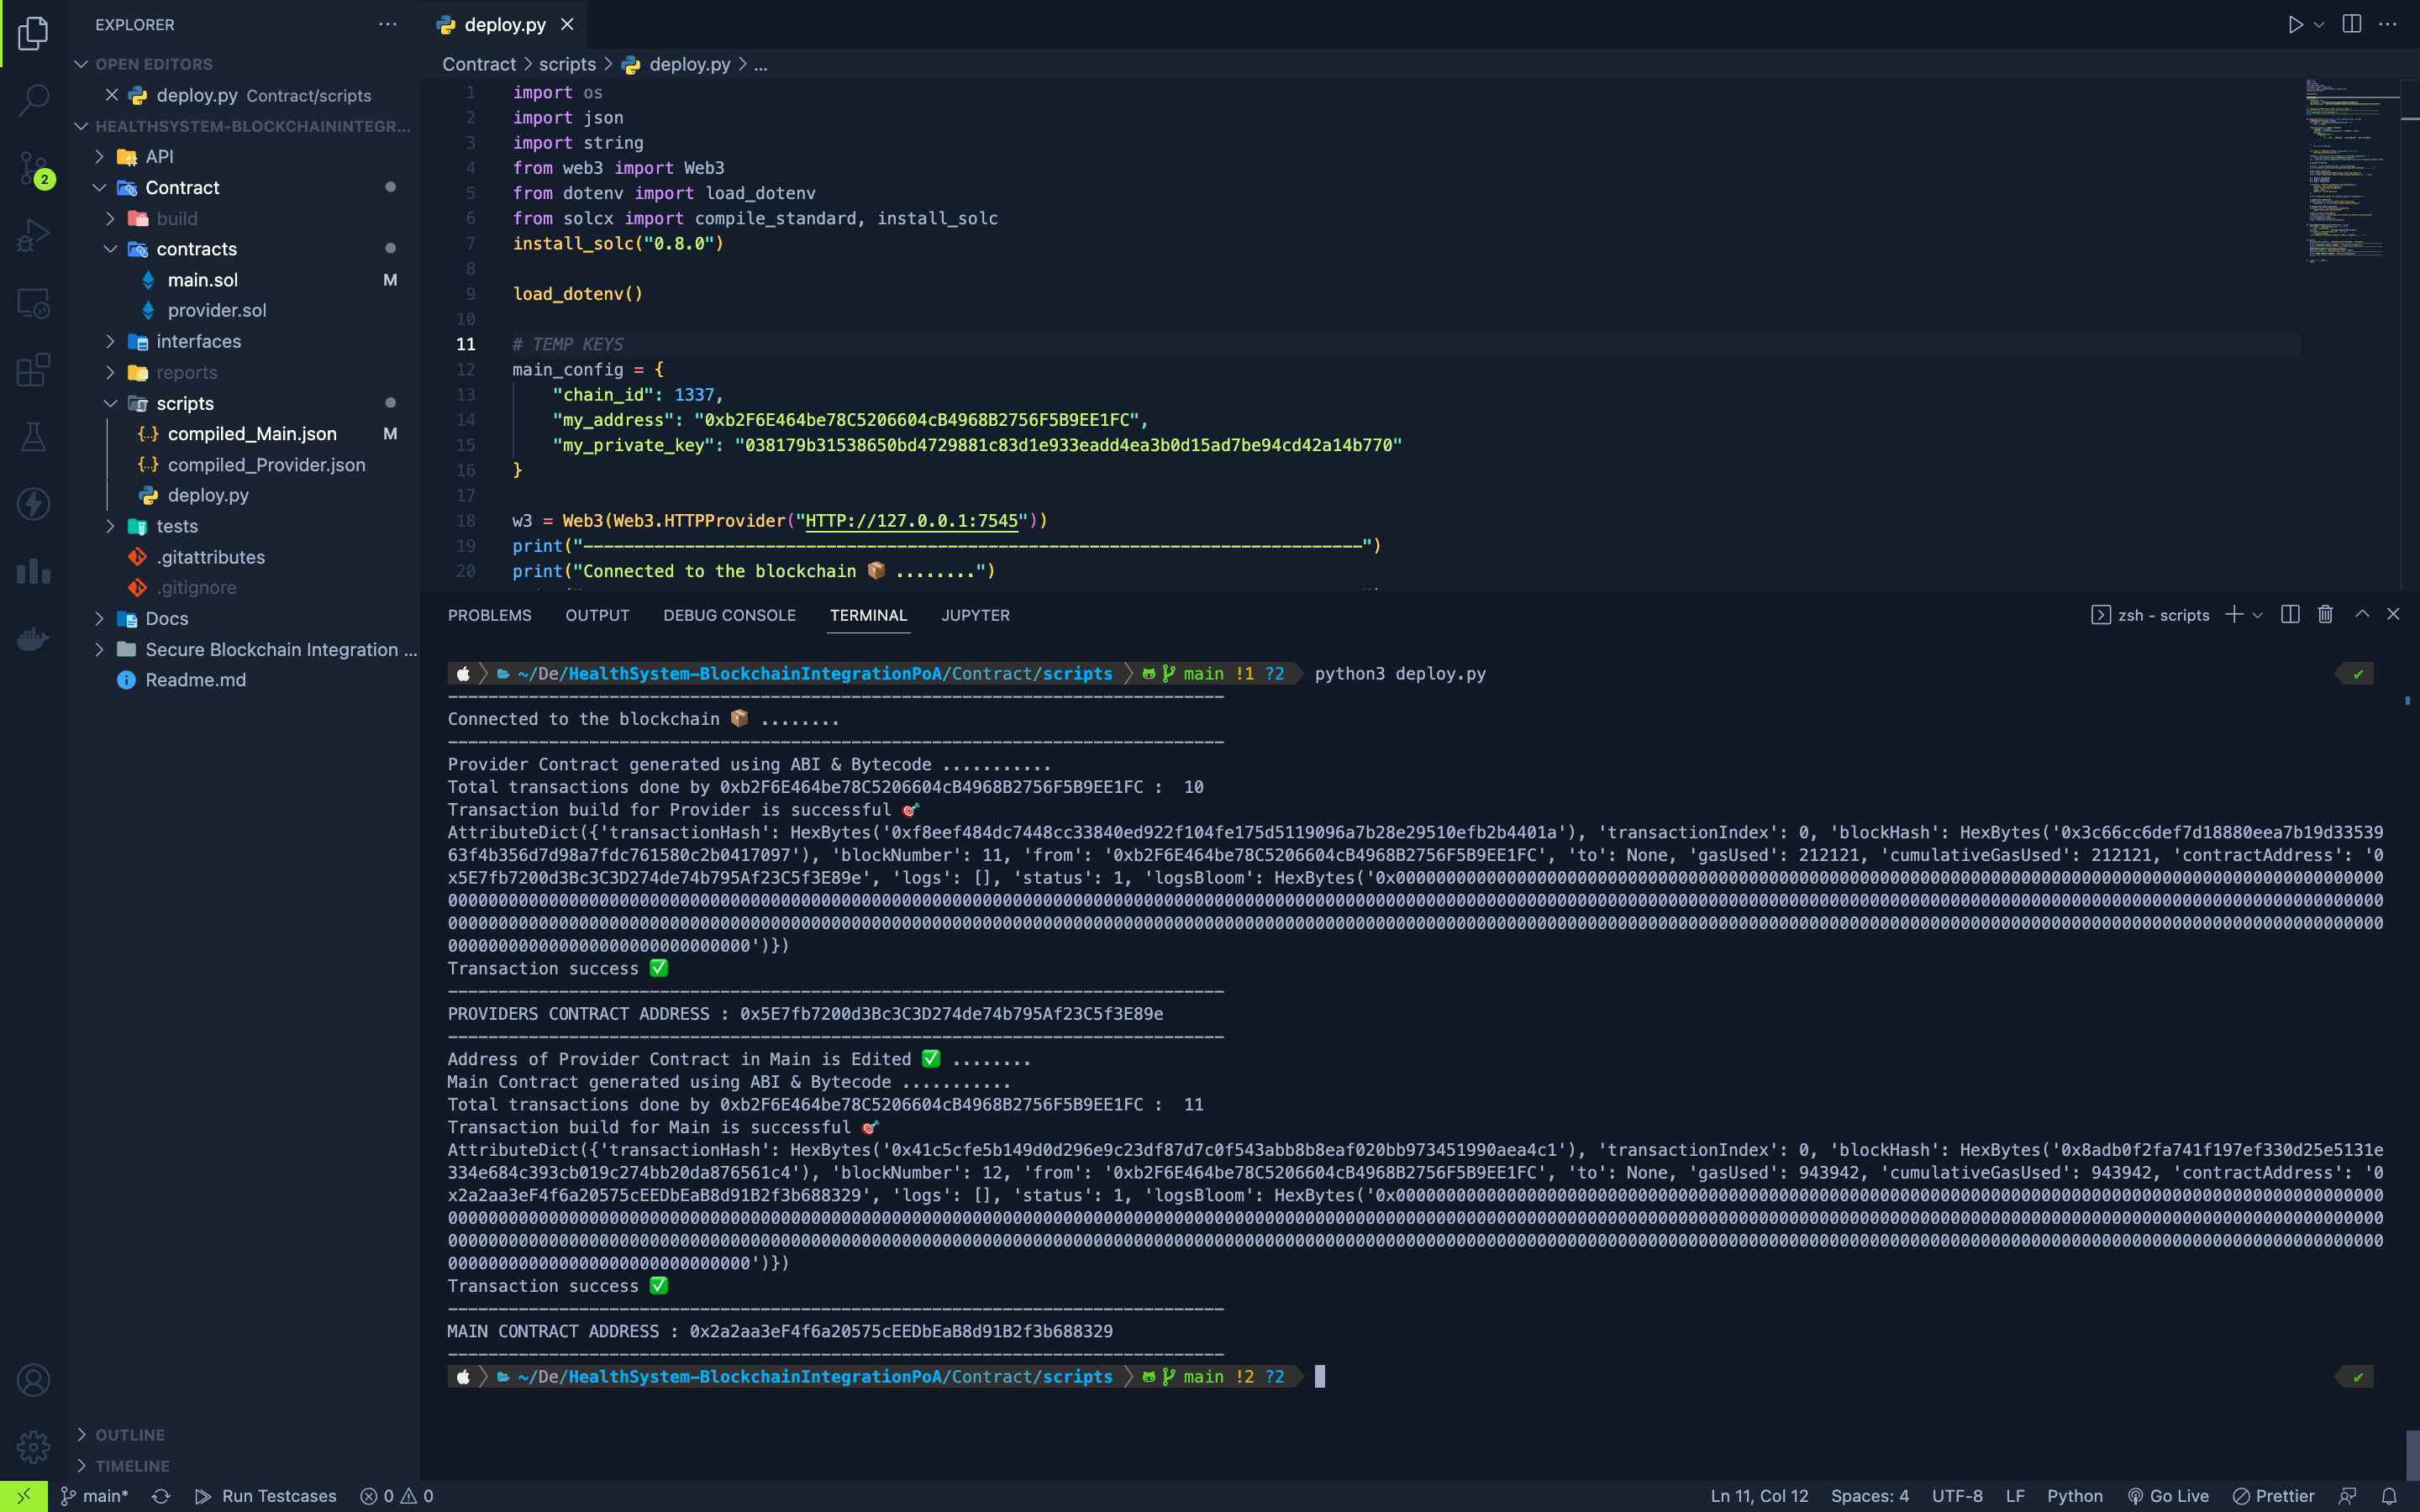 EXPLORER
OPEN EDITORS
deploy.py Contract/scripts
HEALTHSYSTEM-BLOCKCHAININTEGR...
API
Contract
build
contracts
main.sol M
provider.sol
interfaces
reports
scripts
compiled_Main.json M
compiled_Provider.json
deploy.py
tests
.gitattributes
.gitignore
Docs
Secure Blockchain Integration ...
Readme.md
OUTLINE
TIMELINE
2
deploy.py
Contract > scripts > deploy.py > ...
1 import os
2 import json
3 import string
4 from web3 import Web3
5 from dotenv import load_dotenv
6 from solcx import compile_standard, install_solc
7 install_solc("0.8.0")
8
9 load_dotenv()
10
11 # TEMP KEYS
12 main_config = {
13 "chain_id": 1337,
14 "my_address": "0xb2F6E464be78C5206604cB4968B2756F5B9EE1FC",
15 "my_private_key": "038179b31538650bd4729881c83d1e933eadd4ea3b0d15ad7be94cd42a14b770"
16 }
17
18 w3 = Web3(Web3.HTTPProvider("HTTP://127.0.0.1:7545"))
19 print("-----------------------------------------------------------------------------")
20 print("Connected to the blockchain 📦 ........")
PROBLEMS OUTPUT DEBUG CONSOLE TERMINAL JUPYTER
zsh - scripts
~/De/HealthSystem-BlockchainIntegrationPoA/Contract/scripts main !1 ?2 python3 deploy.py ✔
-----------------------------------------------------------------------------
Connected to the blockchain 📦 ........
-----------------------------------------------------------------------------
Provider Contract generated using ABI & Bytecode ...........
Total transactions done by 0xb2F6E464be78C5206604cB4968B2756F5B9EE1FC :  10
Transaction build for Provider is successful 🎯
AttributeDict({'transactionHash': HexBytes('0xf8eef484dc7448cc33840ed922f104fe175d5119096a7b28e29510efb2b4401a'), 'transactionIndex': 0, 'blockHash': HexBytes('0x3c66cc6def7d18880eea7b19d33539
63f4b356d7d98a7fdc761580c2b0417097'), 'blockNumber': 11, 'from': '0xb2F6E464be78C5206604cB4968B2756F5B9EE1FC', 'to': None, 'gasUsed': 212121, 'cumulativeGasUsed': 212121, 'contractAddress': '0
x5E7fb7200d3Bc3C3D274de74b795Af23C5f3E89e', 'logs': [], 'status': 1, 'logsBloom': HexBytes('0x
')})
Transaction success ✅
-----------------------------------------------------------------------------
PROVIDERS CONTRACT ADDRESS : 0x5E7fb7200d3Bc3C3D274de74b795Af23C5f3E89e
-----------------------------------------------------------------------------
Address of Provider Contract in Main is Edited ✅ ........
Main Contract generated using ABI & Bytecode ...........
Total transactions done by 0xb2F6E464be78C5206604cB4968B2756F5B9EE1FC :  11
Transaction build for Main is successful 🎯
AttributeDict({'transactionHash': HexBytes('0x41c5cfe5b149d0d296e9c23df87d7c0f543abb8b8eaf020bb973451990aea4c1'), 'transactionIndex': 0, 'blockHash': HexBytes('0x8adb0f2fa741f197ef330d25e5131e
334e684c393cb019c274bb20da876561c4'), 'blockNumber': 12, 'from': '0xb2F6E464be78C5206604cB4968B2756F5B9EE1FC', 'to': None, 'gasUsed': 943942, 'cumulativeGasUsed': 943942, 'contractAddress': '0
x2a2aa3eF4f6a20575cEEDbEaB8d91B2f3b688329', 'logs': [], 'status': 1, 'logsBloom': HexBytes('0x
')})
Transaction success ✅
-----------------------------------------------------------------------------
MAIN CONTRACT ADDRESS : 0x2a2aa3eF4f6a20575cEEDbEaB8d91B2f3b688329
-----------------------------------------------------------------------------
~/De/HealthSystem-BlockchainIntegrationPoA/Contract/scripts main !2 ?2 ✔
main* Run Testcases 0 0 Ln 11, Col 12 Spaces: 4 UTF-8 LF Python Go Live Prettier